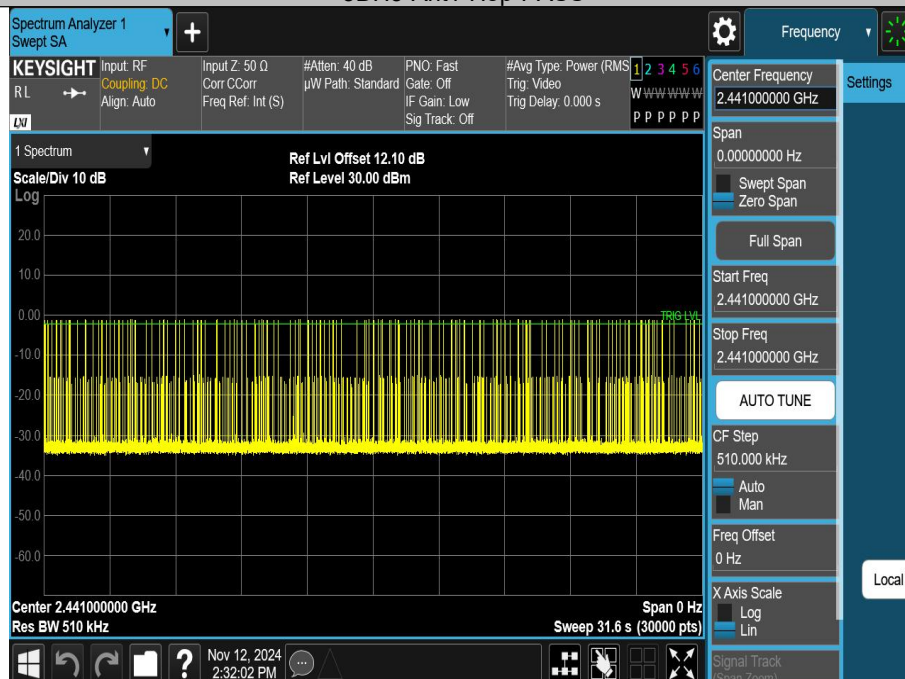 Spectrum Analyzer 1
Swept SA
Frequency
KEYSIGHT
RL
LXI
Input: RF
Coupling: DC
Align: Auto
Input Z: 50 Ω
Corr CCorr
Freq Ref: Int (S)
#Atten: 40 dB
µW Path: Standard
PNO: Fast
Gate: Off
IF Gain: Low
Sig Track: Off
#Avg Type: Power (RMS
Trig: Video
Trig Delay: 0.000 s
1 2 3 4 5 6
W W W W W W
P P P P P P
1 Spectrum
Scale/Div 10 dB
Log
Ref Lvl Offset 12.10 dB
Ref Level 30.00 dBm
20.0
10.0
0.00
TRIG LVL
-10.0
-20.0
-30.0
-40.0
-50.0
-60.0
Center 2.441000000 GHz
Span 0 Hz
Res BW 510 kHz
Sweep 31.6 s (30000 pts)
Center Frequency
2.441000000 GHz
Settings
Span
0.00000000 Hz
Swept Span
Zero Span
Full Span
Start Freq
2.441000000 GHz
Stop Freq
2.441000000 GHz
AUTO TUNE
CF Step
510.000 kHz
Auto
Man
Freq Offset
0 Hz
Local
X Axis Scale
Log
Lin
Signal Track
(Span Zoom)
?
Nov 12, 2024
2:32:02 PM